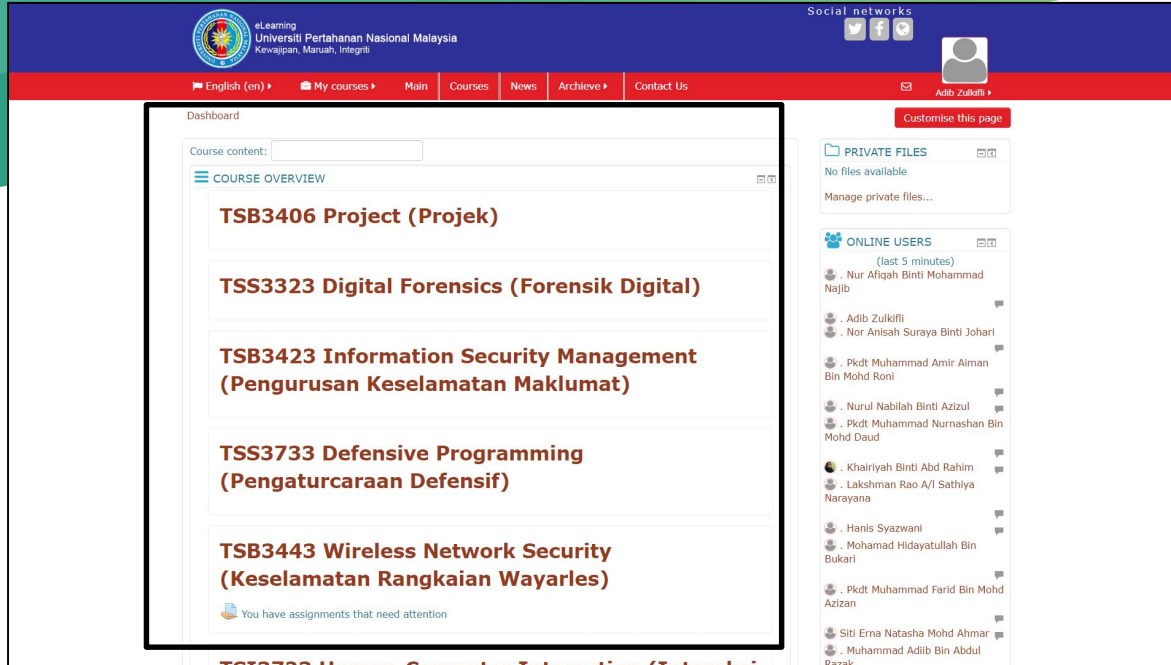 Social networks
eLearning
Universiti Pertahanan Nasional Malaysia
Kewajipan, Maruah, Integriti
English (en)
My courses
Main
Courses
News
Archieve
Contact Us
Adib Zulkifli
Dashboard
Customise this page
Course content:
COURSE OVERVIEW
TSB3406 Project (Projek)
TSS3323 Digital Forensics (Forensik Digital)
TSB3423 Information Security Management
(Pengurusan Keselamatan Maklumat)
TSS3733 Defensive Programming
(Pengaturcaraan Defensif)
TSB3443 Wireless Network Security
(Keselamatan Rangkaian Wayarles)
You have assignments that need attention
PRIVATE FILES
No files available
Manage private files...
ONLINE USERS
(last 5 minutes)
. Nur Afiqah Binti Mohammad
Najib
. Adib Zulkifli
. Nor Anisah Suraya Binti Johari
. Pkdt Muhammad Amir Aiman
Bin Mohd Roni
. Nurul Nabilah Binti Azizul
. Pkdt Muhammad Nurnashan Bin
Mohd Daud
. Khairiyah Binti Abd Rahim
. Lakshman Rao A/l Sathiya
Narayana
. Hanis Syazwani
. Mohamad Hidayatullah Bin
Bukari
. Pkdt Muhammad Farid Bin Mohd
Azizan
Siti Erna Natasha Mohd Ahmar
. Muhammad Adiib Bin Abdul
Razak